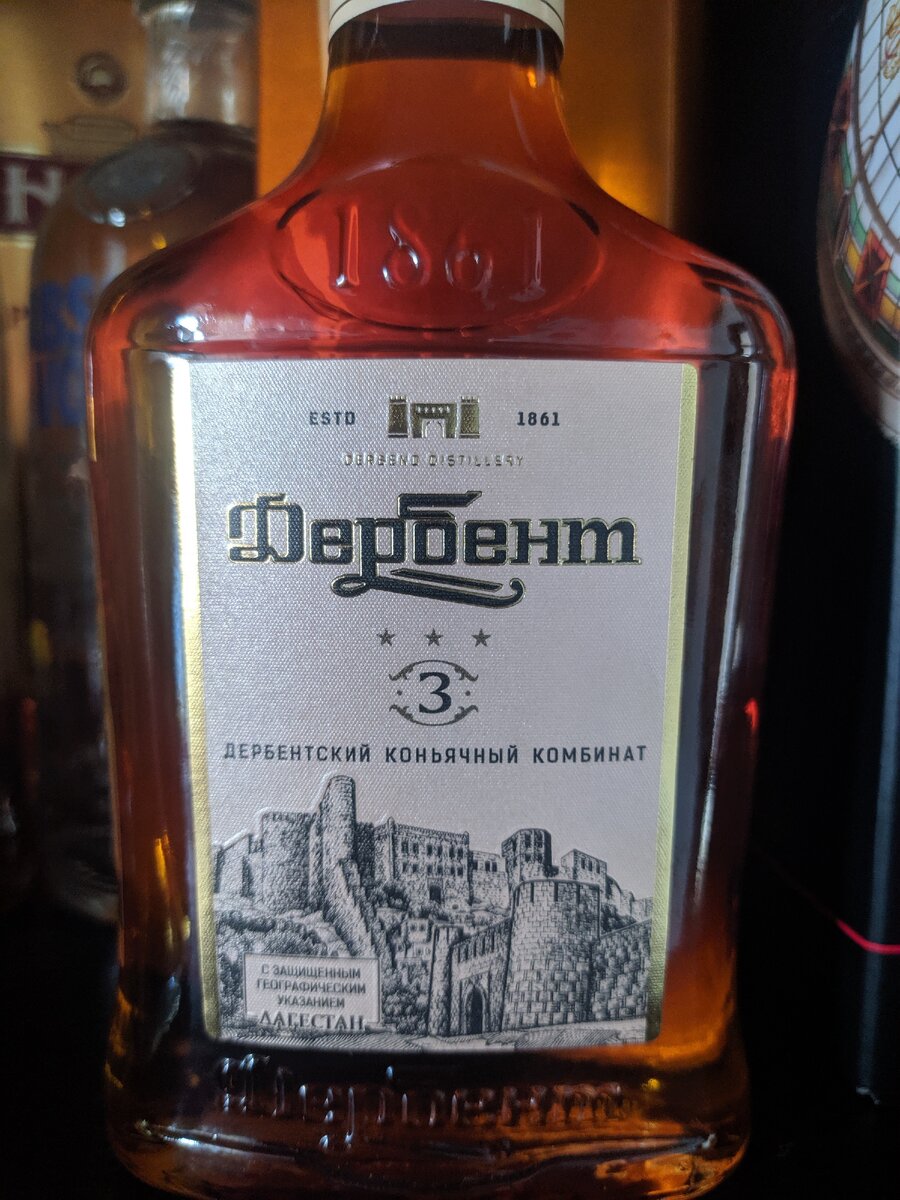 1861
ESTD 1861
DERBEND DISTILLERY
Дербент
3
ДЕРБЕНТСКИЙ КОНЬЯЧНЫЙ КОМБИНАТ
С ЗАЩИЩЕННЫМ
ГЕОГРАФИЧЕСКИМ
УКАЗАНИЕМ
ДАГЕСТАН
Дербент